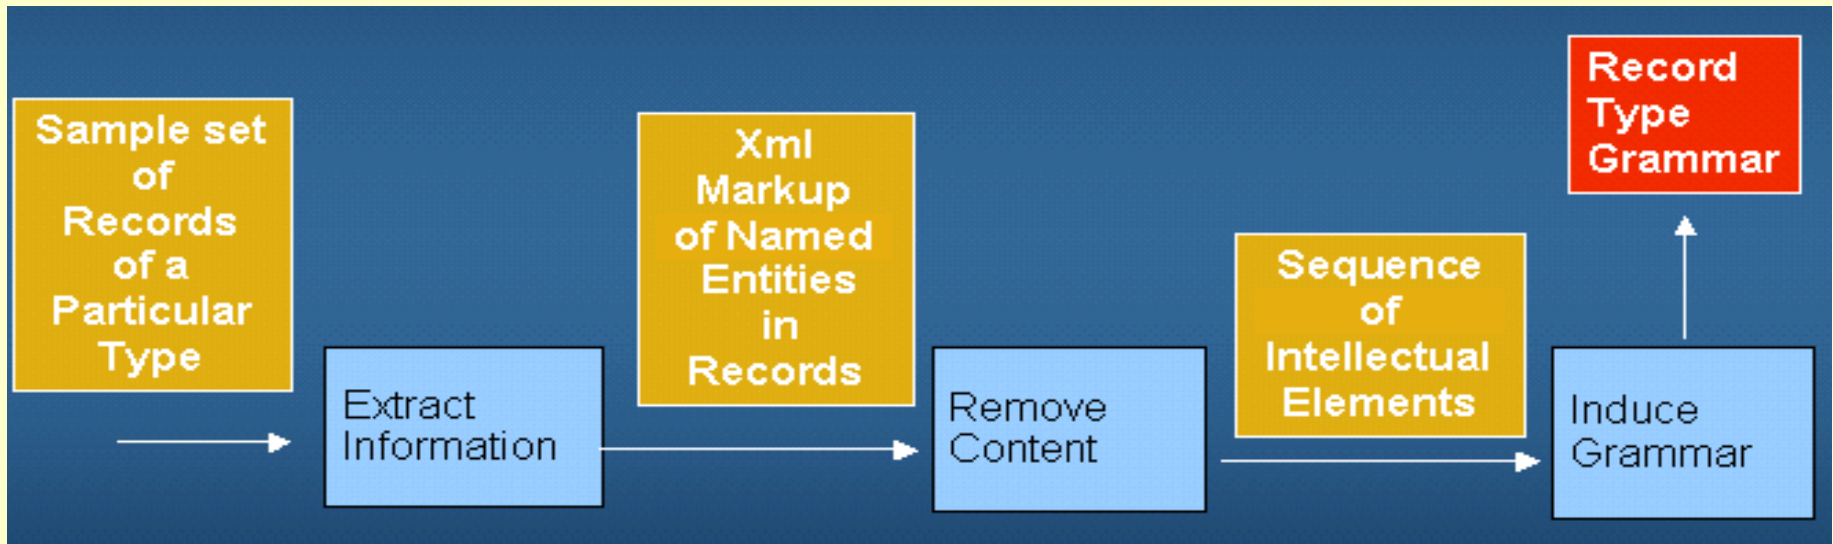 Sample set
of
Records
of a
Particular
Type
Extract
Information
Xml
Markup
of Named
Entities
in
Records
Remove
Content
Sequence
of
Intellectual
Elements
Induce
Grammar
Record
Type
Grammar